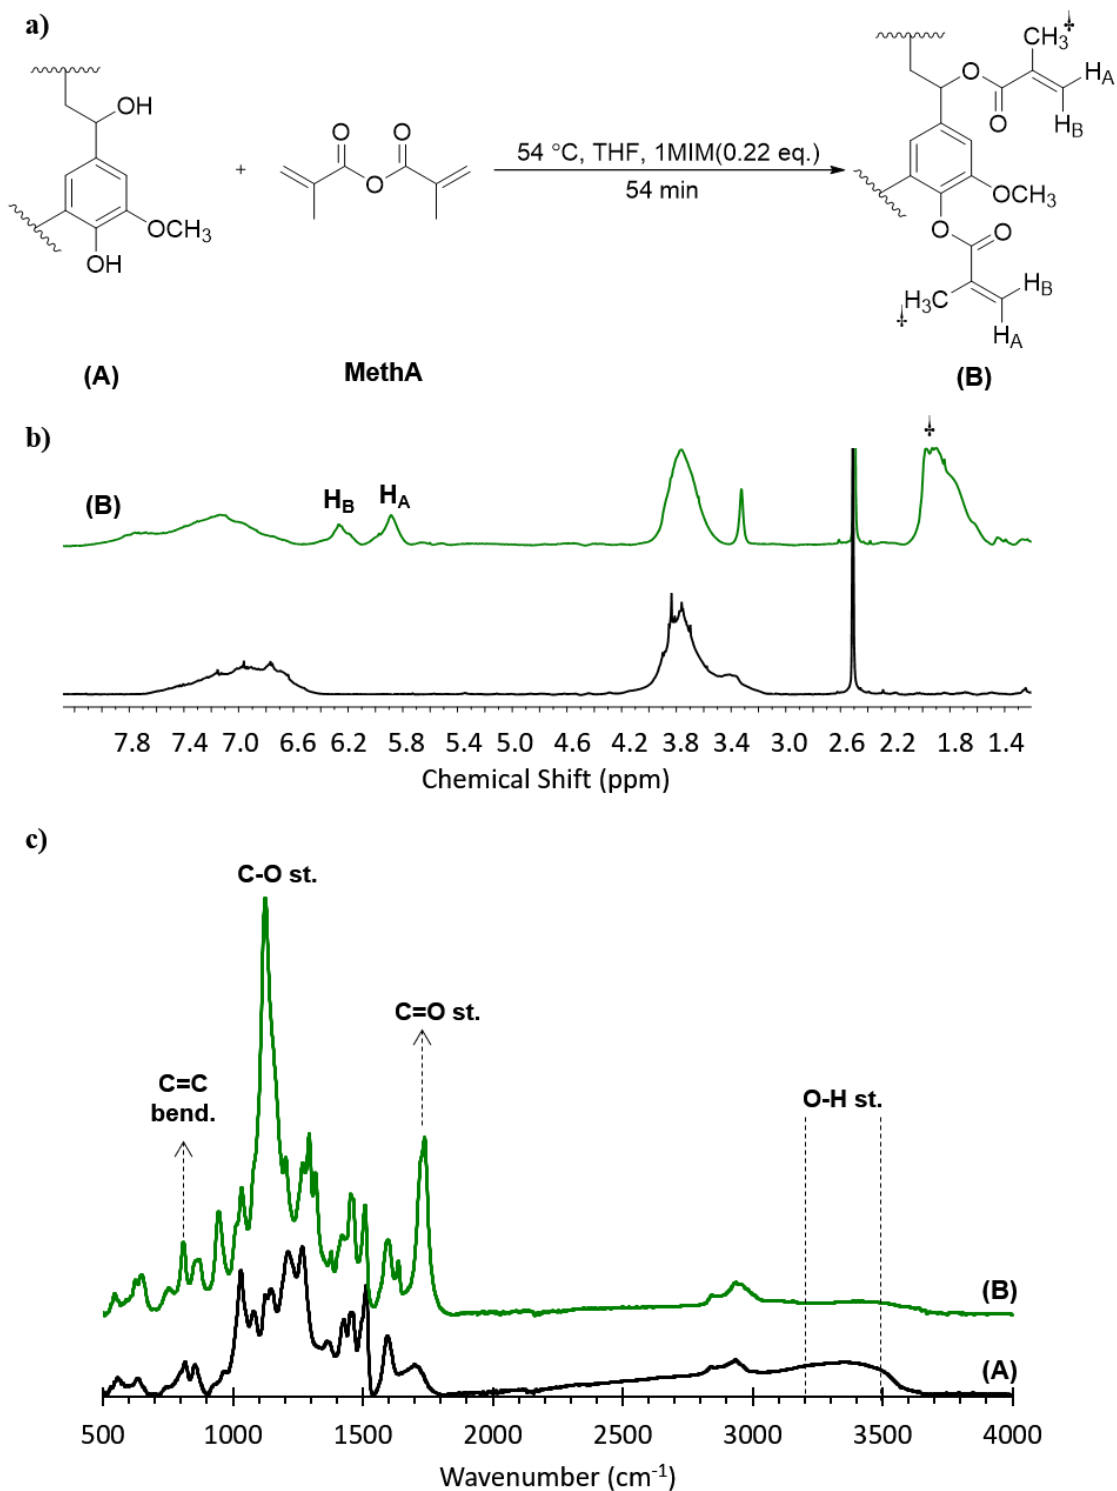 a)
OH
OCH3
OH
+
O
O
O
54 °C, THF, 1MIM(0.22 eq.)
54 min
CH3‡
O
O
HA
HB
OCH3
O
O
‡H3C
HB
HA
(A)
MethA
(B)
b)
‡
(B)
HB
HA
7.8 7.4 7.0 6.6 6.2 5.8 5.4 5.0 4.6 4.2 3.8 3.4 3.0 2.6 2.2 1.8 1.4
Chemical Shift (ppm)
c)
C-O st.
C=O st.
C=C
bend.
O-H st.
(B)
(A)
500 1000 1500 2000 2500 3000 3500 4000
Wavenumber (cm-1)